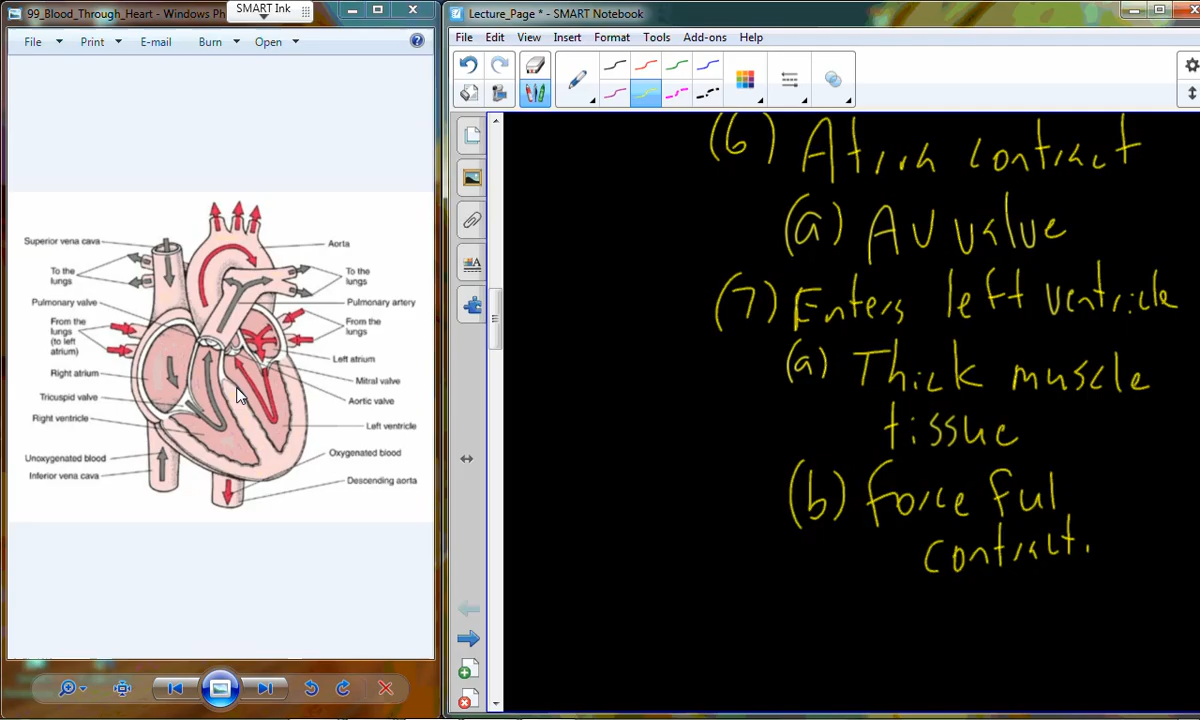 99_Blood_Through_Heart - Windows Ph
SMART Ink
File Print E-mail Burn Open
Superior vena cava
To the
lungs
Pulmonary valve
From the
lungs
(to left
atrium)
Right atrium
Tricuspid valve
Right ventricle
Unoxygenated blood
Inferior vena cava
Aorta
To the
lungs
Pulmonary artery
From the
lungs
Left atrium
Mitral valve
Aortic valve
Left ventricle
Oxygenated blood
Descending aorta
Lecture_Page * - SMART Notebook
File Edit View Insert Format Tools Add-ons Help
(6) Atria contract
(a) AV valve
(7) Enters left ventricle
(a) Thick muscle
tissue
(b) Forceful
contract.